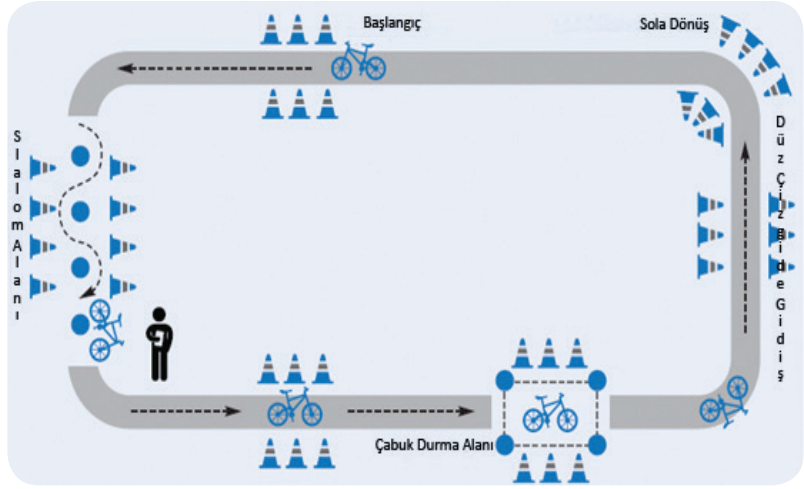 Başlangıç
Sola Dönüş
Slalom Alanı
Düz Çizgide Gidiş
Çabuk Durma Alanı